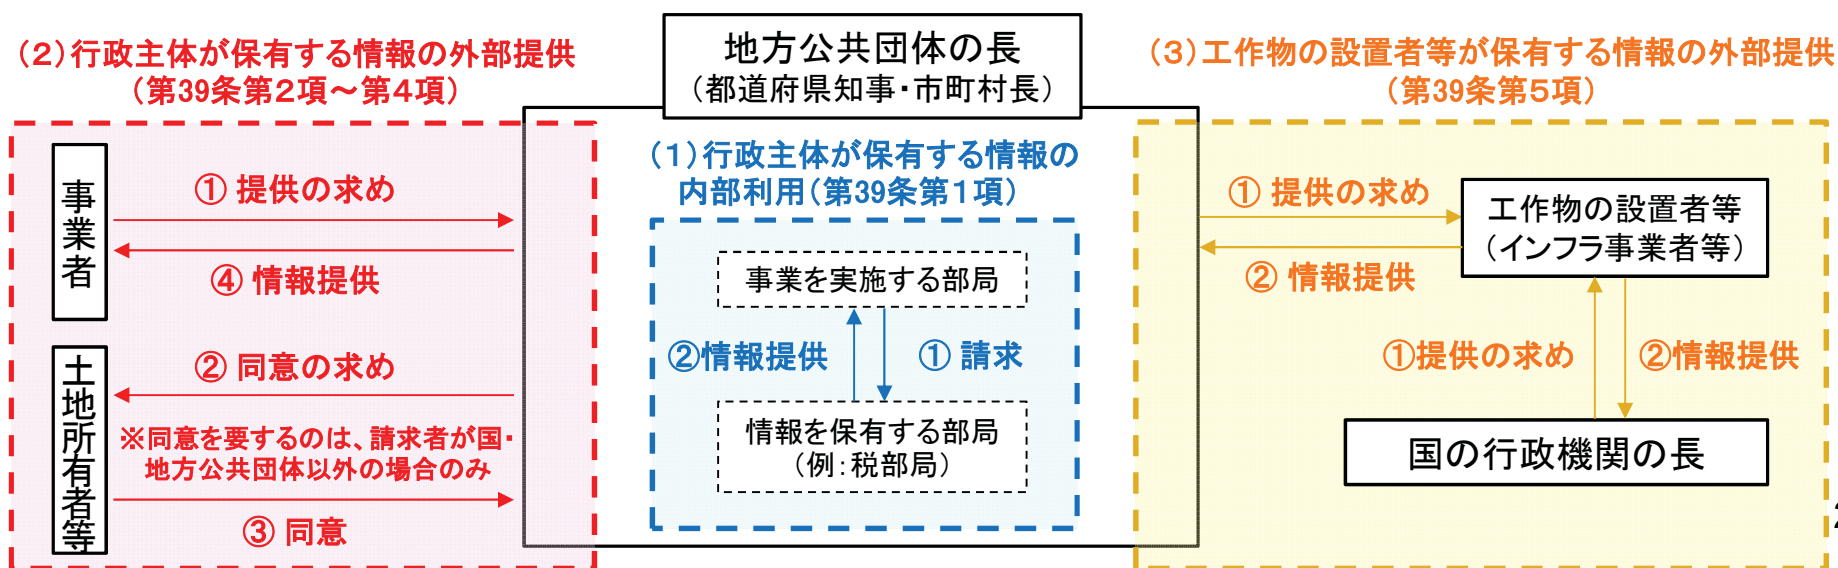 (2)行政主体が保有する情報の外部提供
(第39条第2項～第4項)
地方公共団体の長
(都道府県知事・市町村長)
(3)工作物の設置者等が保有する情報の外部提供
(第39条第5項)
事業者
① 提供の求め
④ 情報提供
土地所有者等
② 同意の求め
※同意を要するのは、請求者が国・
地方公共団体以外の場合のみ
③ 同意
(1)行政主体が保有する情報の
内部利用(第39条第1項)
事業を実施する部局
②情報提供
① 請求
情報を保有する部局
(例:税部局)
① 提供の求め
② 情報提供
工作物の設置者等
(インフラ事業者等)
①提供の求め
②情報提供
国の行政機関の長